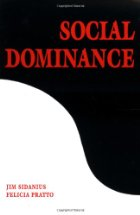 SOCIAL
DOMINANCE
JIM SIDANIUS
FELICIA PRATTO